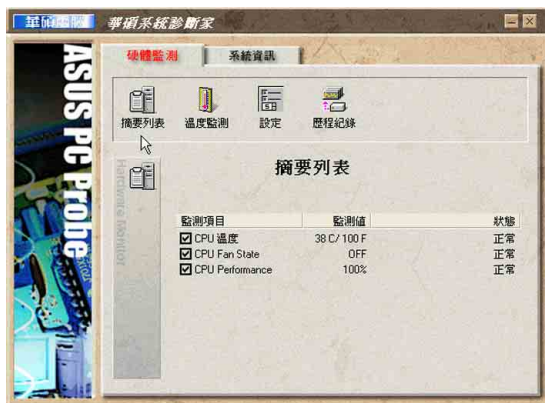 華碩電腦 華碩系統診斷家
硬體監測 系統資訊
ASUS PC Probe
摘要列表 溫度監測 設定 歷程紀錄
Hardware Monitor
摘要列表
監測項目 監測值 狀態
CPU 溫度 38 C/ 100 F 正常
CPU Fan State OFF 正常
CPU Performance 100% 正常